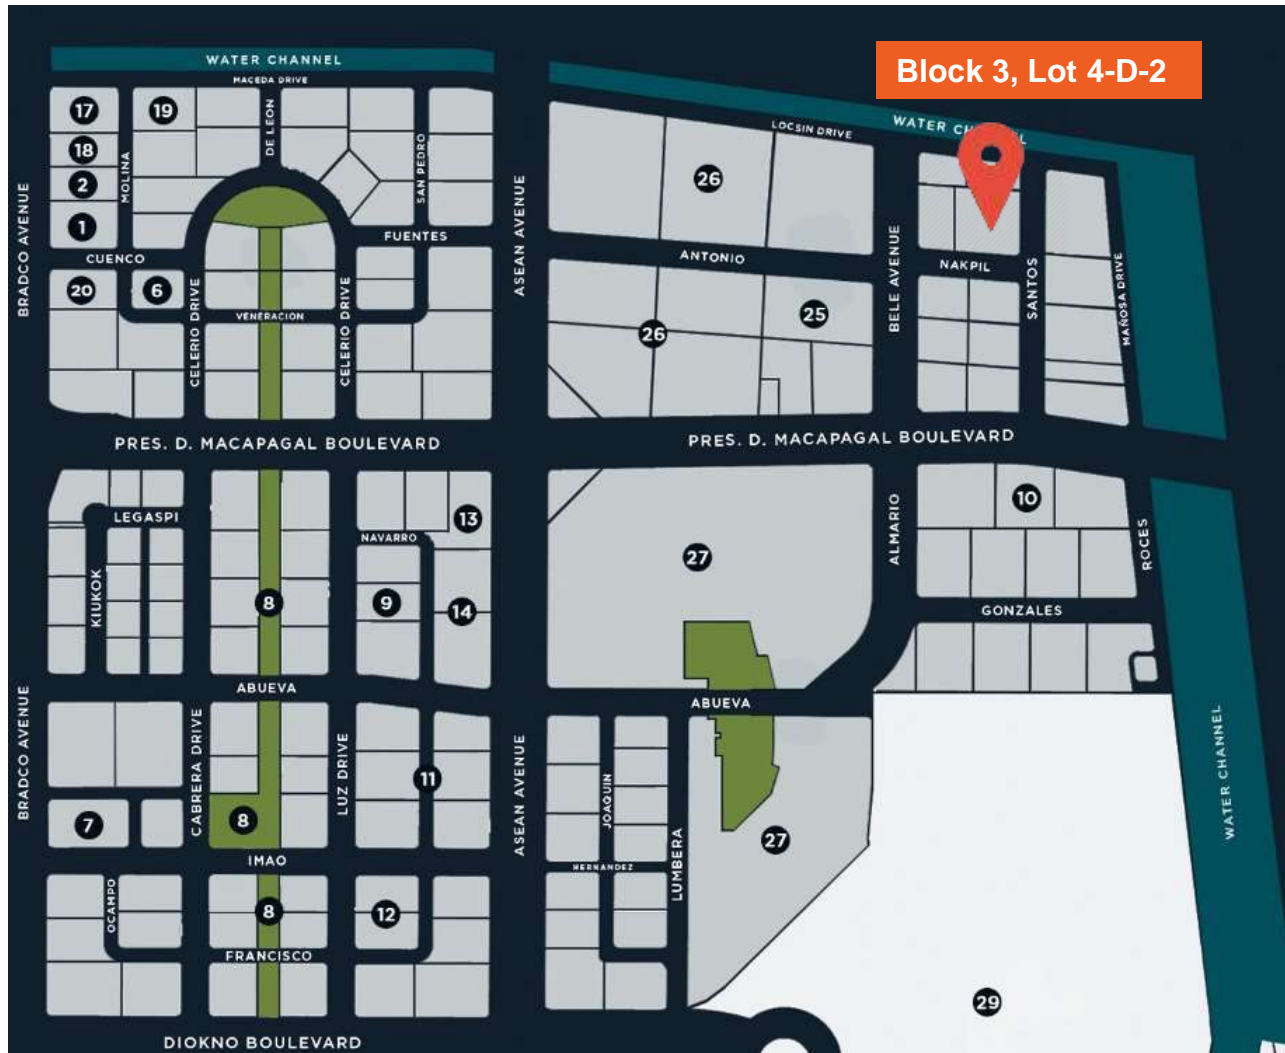 Block 3, Lot 4-D-2
WATER CHANNEL
MACEDA DRIVE
WATER CHANNEL
LOCSIN DRIVE
17
19
DE LEON
18
MOLINA
2
SAN PEDRO
26
1
BRADCO AVENUE
ASEAN AVENUE
FUENTES
CUENCO
ANTONIO
BELE AVENUE
NAKPIL
SANTOS
MAÑOSA DRIVE
20
6
CELERIO DRIVE
VENERACION
CELERIO DRIVE
25
26
PRES. D. MACAPAGAL BOULEVARD
PRES. D. MACAPAGAL BOULEVARD
10
LEGASPI
13
NAVARRO
ALMARIO
ROCES
27
KIUKOK
8
9
14
GONZALES
ABUEVA
ABUEVA
BRADCO AVENUE
CABRERA DRIVE
LUZ DRIVE
ASEAN AVENUE
WATER CHANNEL
11
JOAQUIN
7
8
27
IMAO
HERNANDEZ
LUMBERA
OCAMPO
8
12
FRANCISCO
29
DIOKNO BOULEVARD